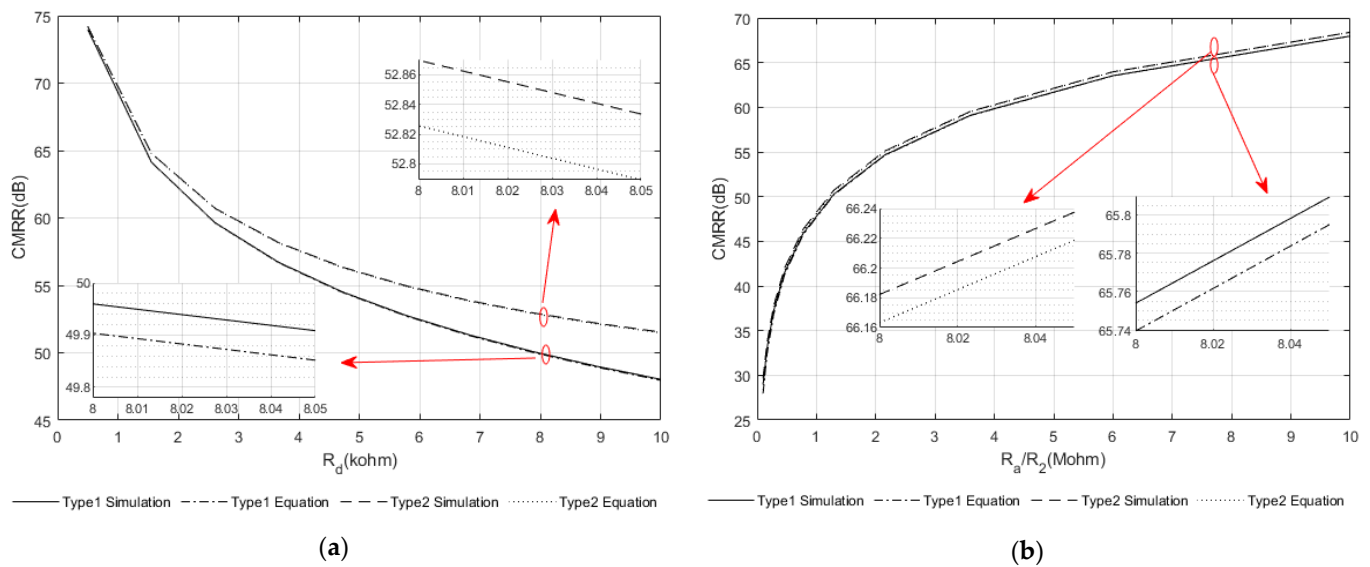 75
70
65
60
55
50
45
CMRR(dB)
52.86
52.84
52.82
52.8
8 8.01 8.02 8.03 8.04 8.05
50
49.9
49.8
8 8.01 8.02 8.03 8.04 8.05
0 1 2 3 4 5 6 7 8 9 10
R_d(kohm)
Type1 Simulation Type1 Equation Type2 Simulation Type2 Equation
(a)
70
65
60
55
50
45
40
35
30
25
CMRR(dB)
66.24
66.22
66.2
66.18
66.16
8 8.02 8.04
65.8
65.78
65.76
65.74
8 8.02 8.04
0 1 2 3 4 5 6 7 8 9 10
R_a/R_2(Mohm)
Type1 Simulation Type1 Equation Type2 Simulation Type2 Equation
(b)